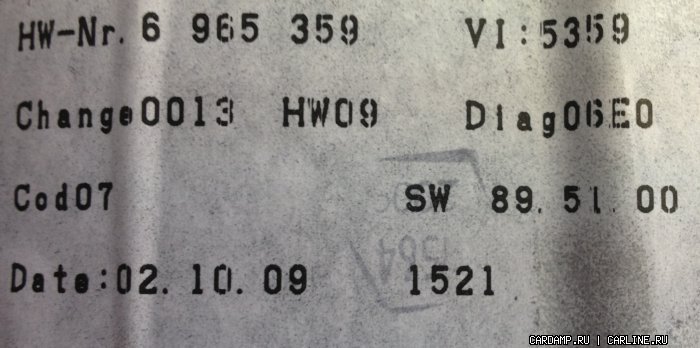 HW-Nr. 6 965 359 VI:5359
Change0013 HW09 Diag06E0
Cod07 SW 89.51.00
Date:02.10.09 1521
CARDAMP.RU | CARLINE.RU